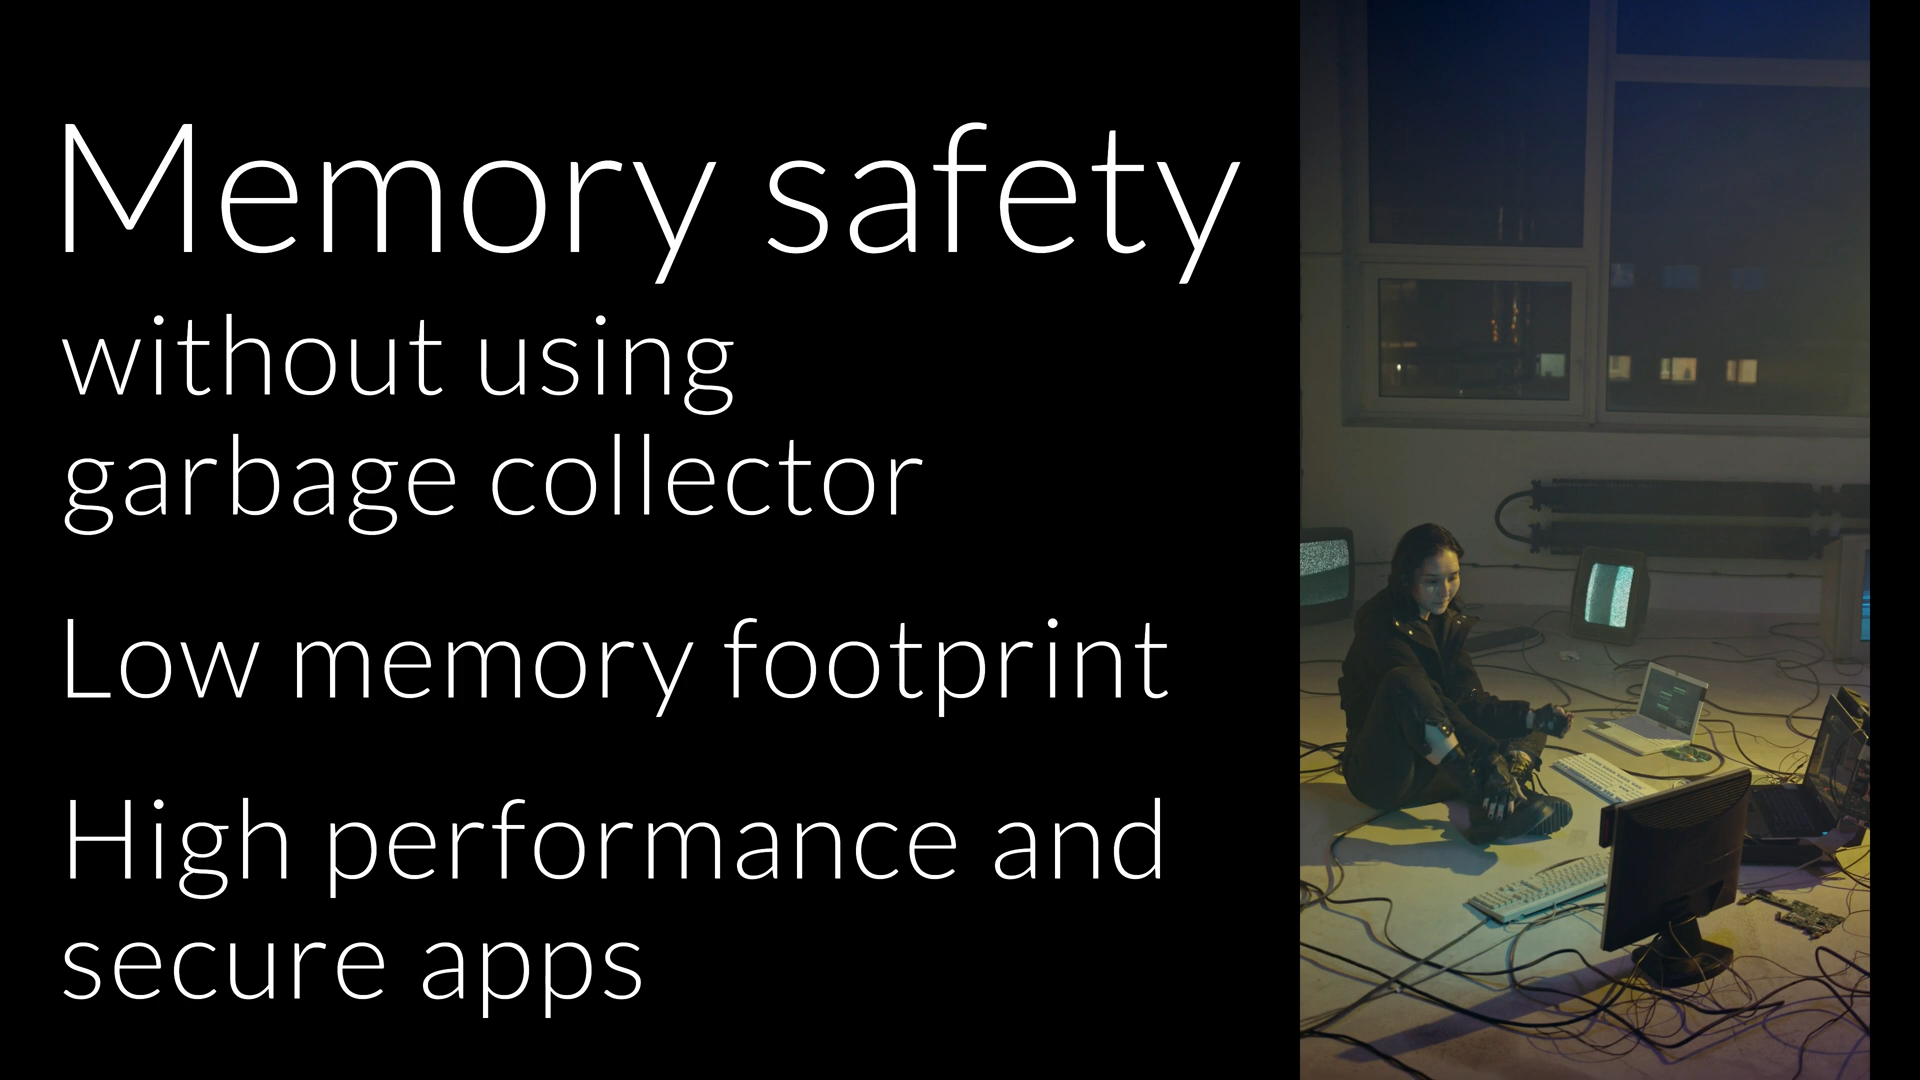 Memory safety
without using
garbage collector
Low memory footprint
High performance and
secure apps